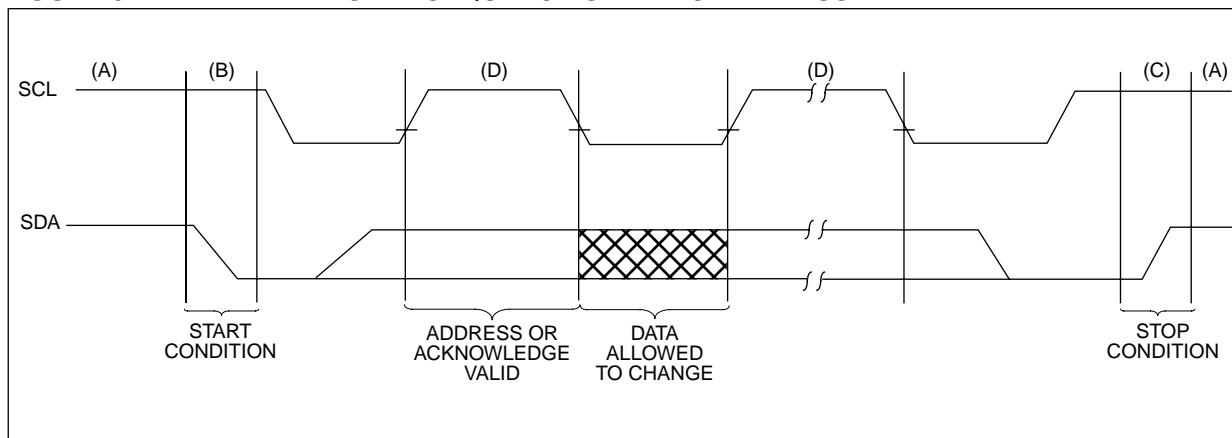 (A) (B) (D) (D) (C) (A)
SCL
SDA
START
CONDITION
ADDRESS OR
ACKNOWLEDGE
VALID
DATA
ALLOWED
TO CHANGE
STOP
CONDITION